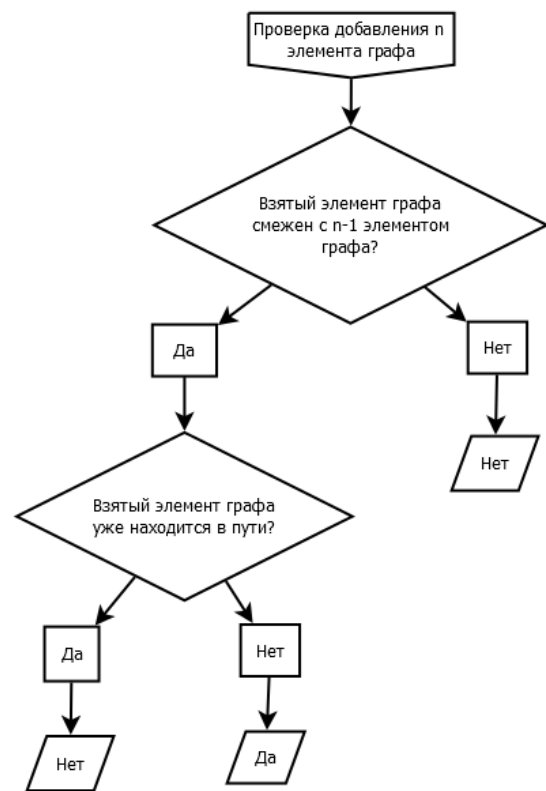 Проверка добавления n
элемента графа
Взятый элемент графа
смежен с n-1 элементом
графа?
Да
Нет
Нет
Взятый элемент графа
уже находится в пути?
Да
Нет
Нет
Да